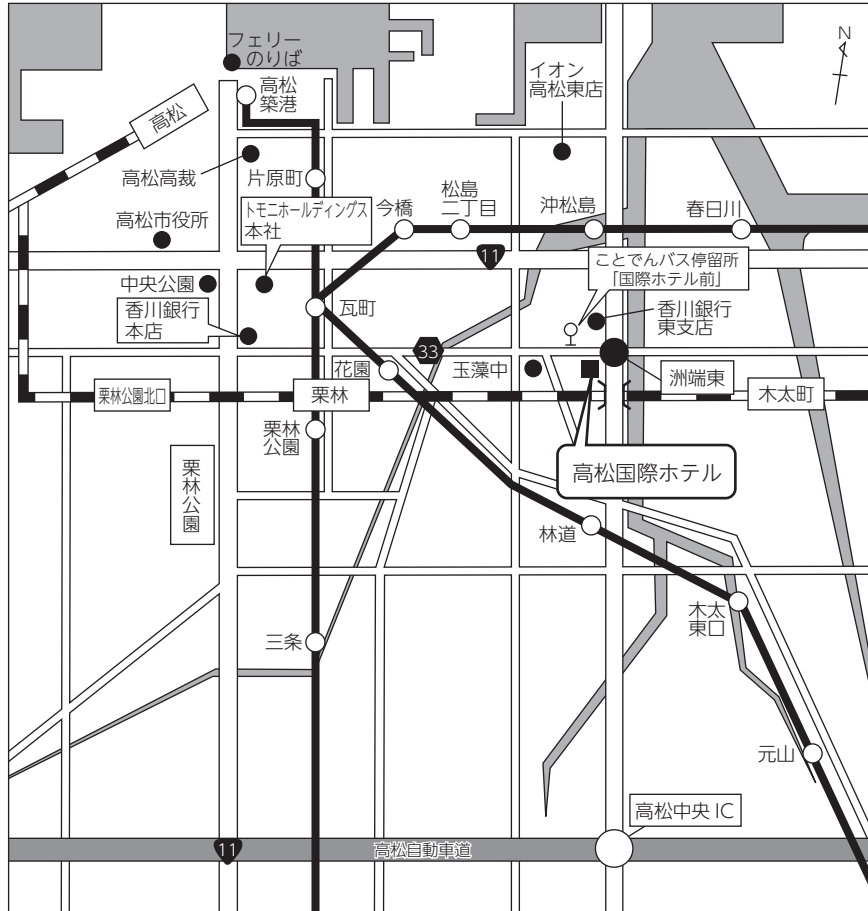 フェリー
のりば
高松
築港
イオン
高松東店
N
高松
高松高裁
片原町
高松市役所
トモニホールディングス
本社
今橋
松島
二丁目
沖松島
春日川
11
ことでんバス停留所
「国際ホテル前」
中央公園
香川銀行
本店
瓦町
香川銀行
東支店
33
花園
玉藻中
洲端東
栗林公園北口
栗林
木太町
栗林
公園
栗林公園
高松国際ホテル
林道
木太
東口
三条
元山
高松中央 IC
11
高松自動車道